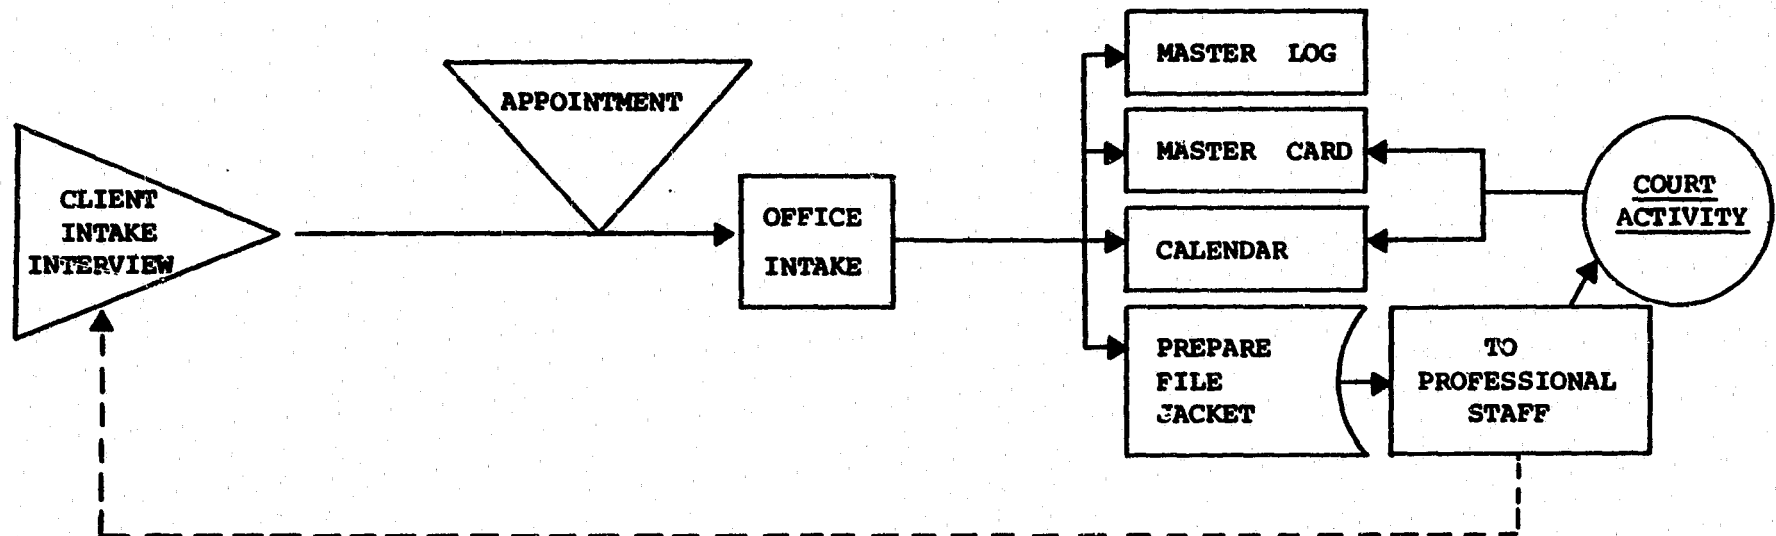 MASTER LOG
APPOINTMENT
MASTER CARD
CLIENT
INTAKE
INTERVIEW
OFFICE
INTAKE
CALENDAR
COURT
ACTIVITY
PREPARE
FILE
JACKET
TO
PROFESSIONAL
STAFF